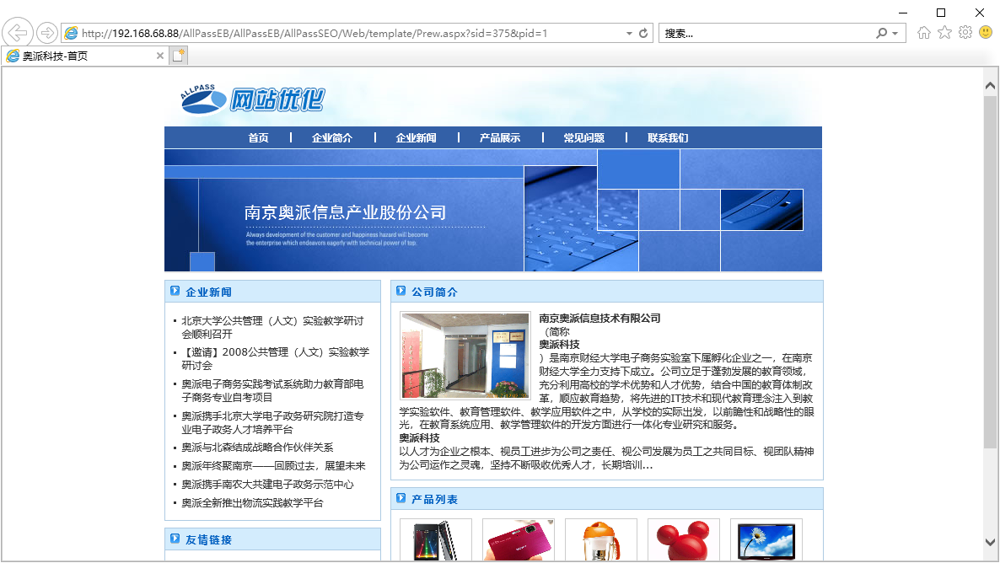 http://192.168.68.88/AllPassEB/AllPassEB/AllPassSEO/Web/template/Prew.aspx?sid=375&pid=1
搜索...
奥派科技-首页
ALLPASS
网站优化
首页 企业简介 企业新闻 产品展示 常见问题 联系我们
南京奥派信息产业股份公司
Always development of the customer and happiness hazard will become
the enterprise which endeavors eagerly with technical power of top.
企业新闻
北京大学公共管理（人文）实验教学研讨
会顺利召开
【邀请】2008公共管理（人文）实验教学
研讨会
奥派电子商务实践考试系统助力教育部电
子商务专业自考项目
奥派携手北京大学电子政务研究院打造专
业电子政务人才培养平台
奥派与北森结成战略合作伙伴关系
奥派年终聚南京——回顾过去，展望未来
奥派携手南农大共建电子政务示范中心
奥派全新推出物流实践教学平台
友情链接
公司简介
南京奥派信息技术有限公司
（简称
奥派科技
）是南京财经大学电子商务实验室下属孵化企业之一，在南京
财经大学全力支持下成立。公司立足于蓬勃发展的教育领域，
充分利用高校的学术优势和人才优势，结合中国的教育体制改
革，顺应教育趋势，将先进的IT技术和现代教育理念注入到教
学实验软件、教育管理软件、教学应用软件之中，从学校的实际出发，以前瞻性和战略性的眼
光，在教育系统应用、教学管理软件的开发方面进行一体化专业研究和服务。
奥派科技
以人才为企业之根本、视员工进步为公司之责任、视公司发展为员工之共同目标、视团队精神
为公司运作之灵魂，坚持不断吸收优秀人才，长期培训...
产品列表